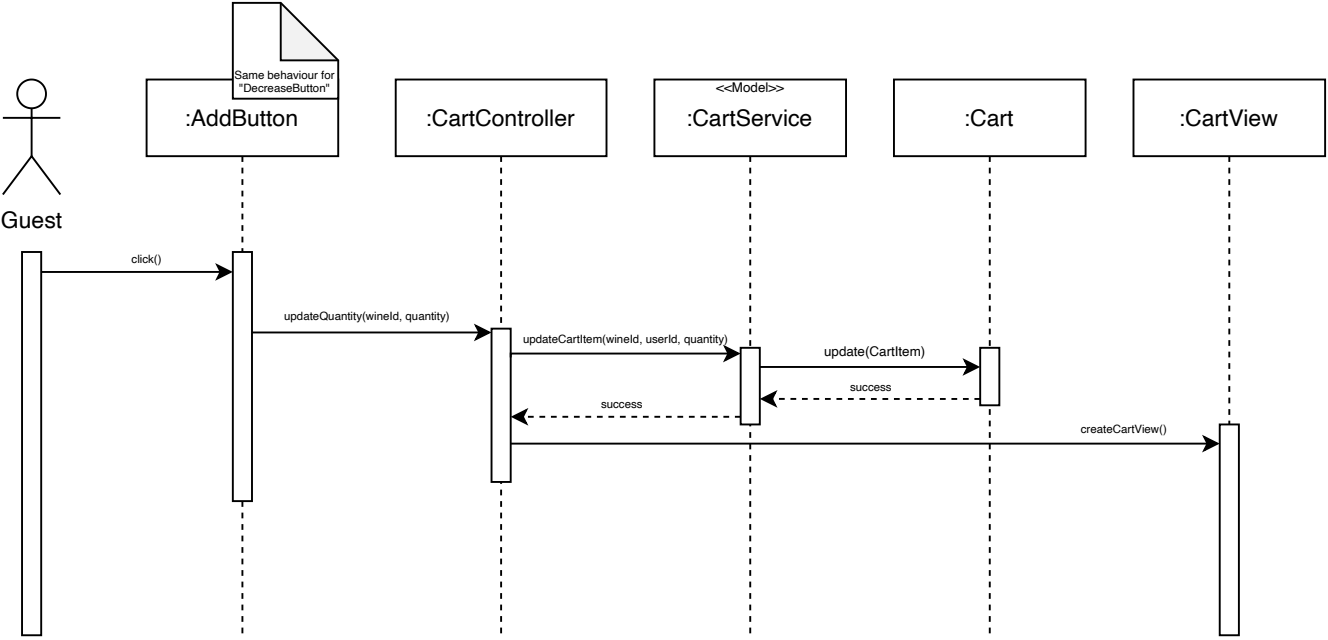 Same behaviour for
"DecreaseButton"
<<Model>>
:AddButton
:CartController
:CartService
:Cart
:CartView
Guest
click()
updateQuantity(wineId, quantity)
updateCartItem(wineId, userId, quantity)
update(CartItem)
success
success
createCartView()